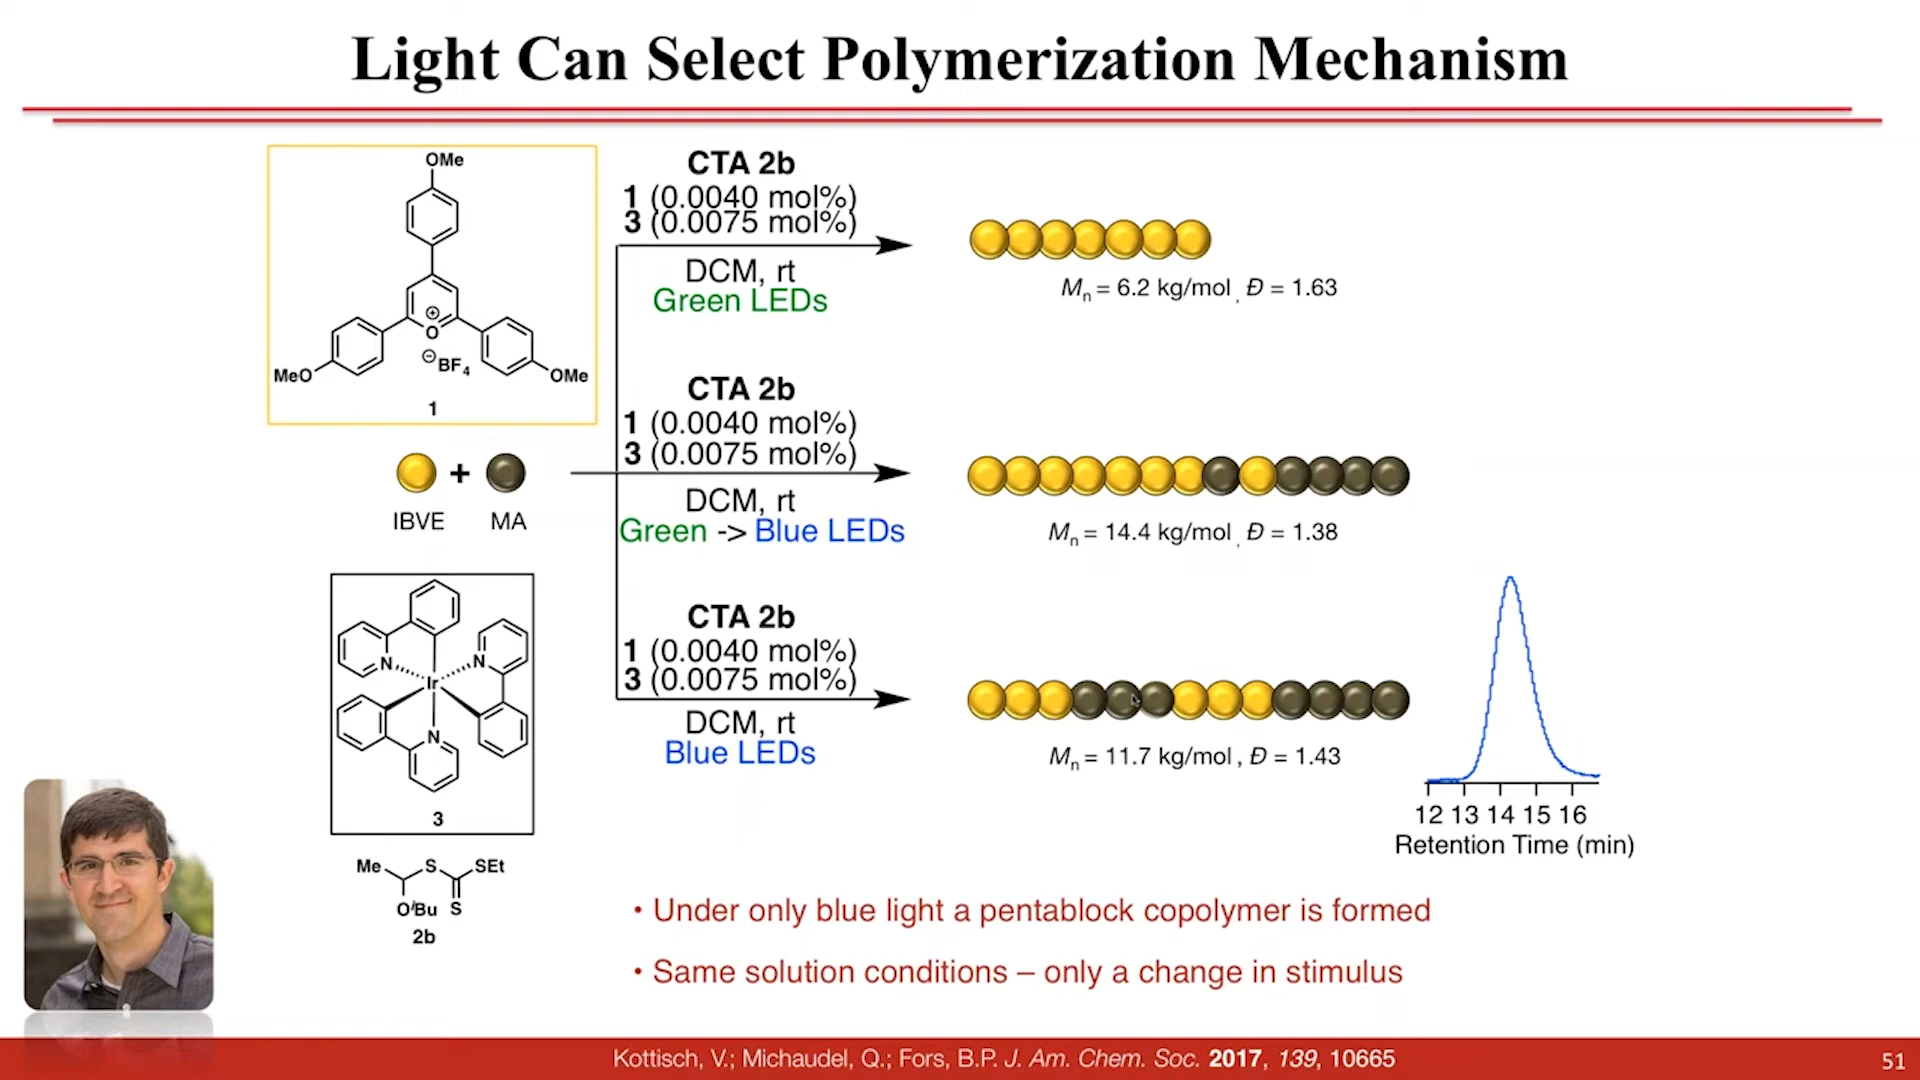 Light Can Select Polymerization Mechanism
OMe
O
⊕
⊖BF4
MeO
OMe
1
IBVE + MA
N
N
Ir
N
3
Me
S
SEt
OiBu
S
2b
CTA 2b
1 (0.0040 mol%)
3 (0.0075 mol%)
DCM, rt
Green LEDs
Mn = 6.2 kg/mol , Đ = 1.63
CTA 2b
1 (0.0040 mol%)
3 (0.0075 mol%)
DCM, rt
Green -> Blue LEDs
Mn = 14.4 kg/mol , Đ = 1.38
CTA 2b
1 (0.0040 mol%)
3 (0.0075 mol%)
DCM, rt
Blue LEDs
Mn = 11.7 kg/mol , Đ = 1.43
12 13 14 15 16
Retention Time (min)
• Under only blue light a pentablock copolymer is formed
• Same solution conditions – only a change in stimulus
Kottisch, V.; Michaudel, Q.; Fors, B.P. J. Am. Chem. Soc. 2017, 139, 10665
51